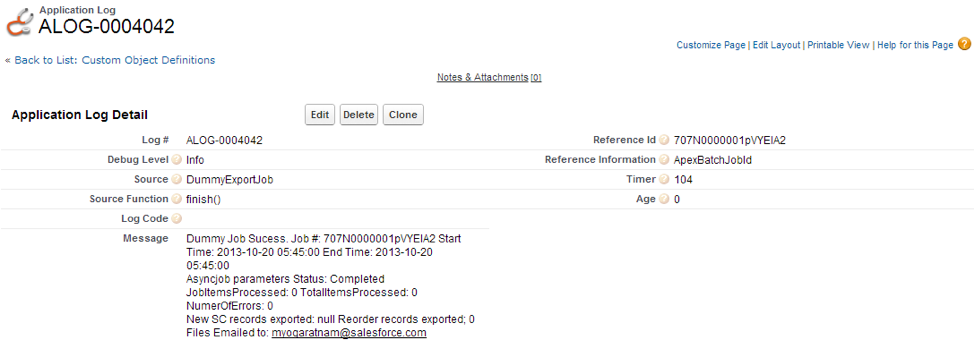 Application Log
ALOG-0004042
Customize Page | Edit Layout | Printable View | Help for this Page ?
« Back to List: Custom Object Definitions
Notes & Attachments [0]
Application Log Detail Edit Delete Clone
Log # ALOG-0004042 Reference Id ? 707N0000001pVYEIA2
Debug Level ? Info Reference Information ? ApexBatchJobId
Source ? DummyExportJob Timer ? 104
Source Function ? finish() Age ? 0
Log Code ?
Message Dummy Job Sucess. Job #: 707N0000001pVYEIA2 Start
Time: 2013-10-20 05:45:00 End Time: 2013-10-20
05:45:00
Asyncjob parameters Status: Completed
JobItemsProcessed: 0 TotalItemsProcessed: 0
NumerOfErrors: 0
New SC records exported: null Reorder records exported; 0
Files Emailed to: myogaratnam@salesforce.com